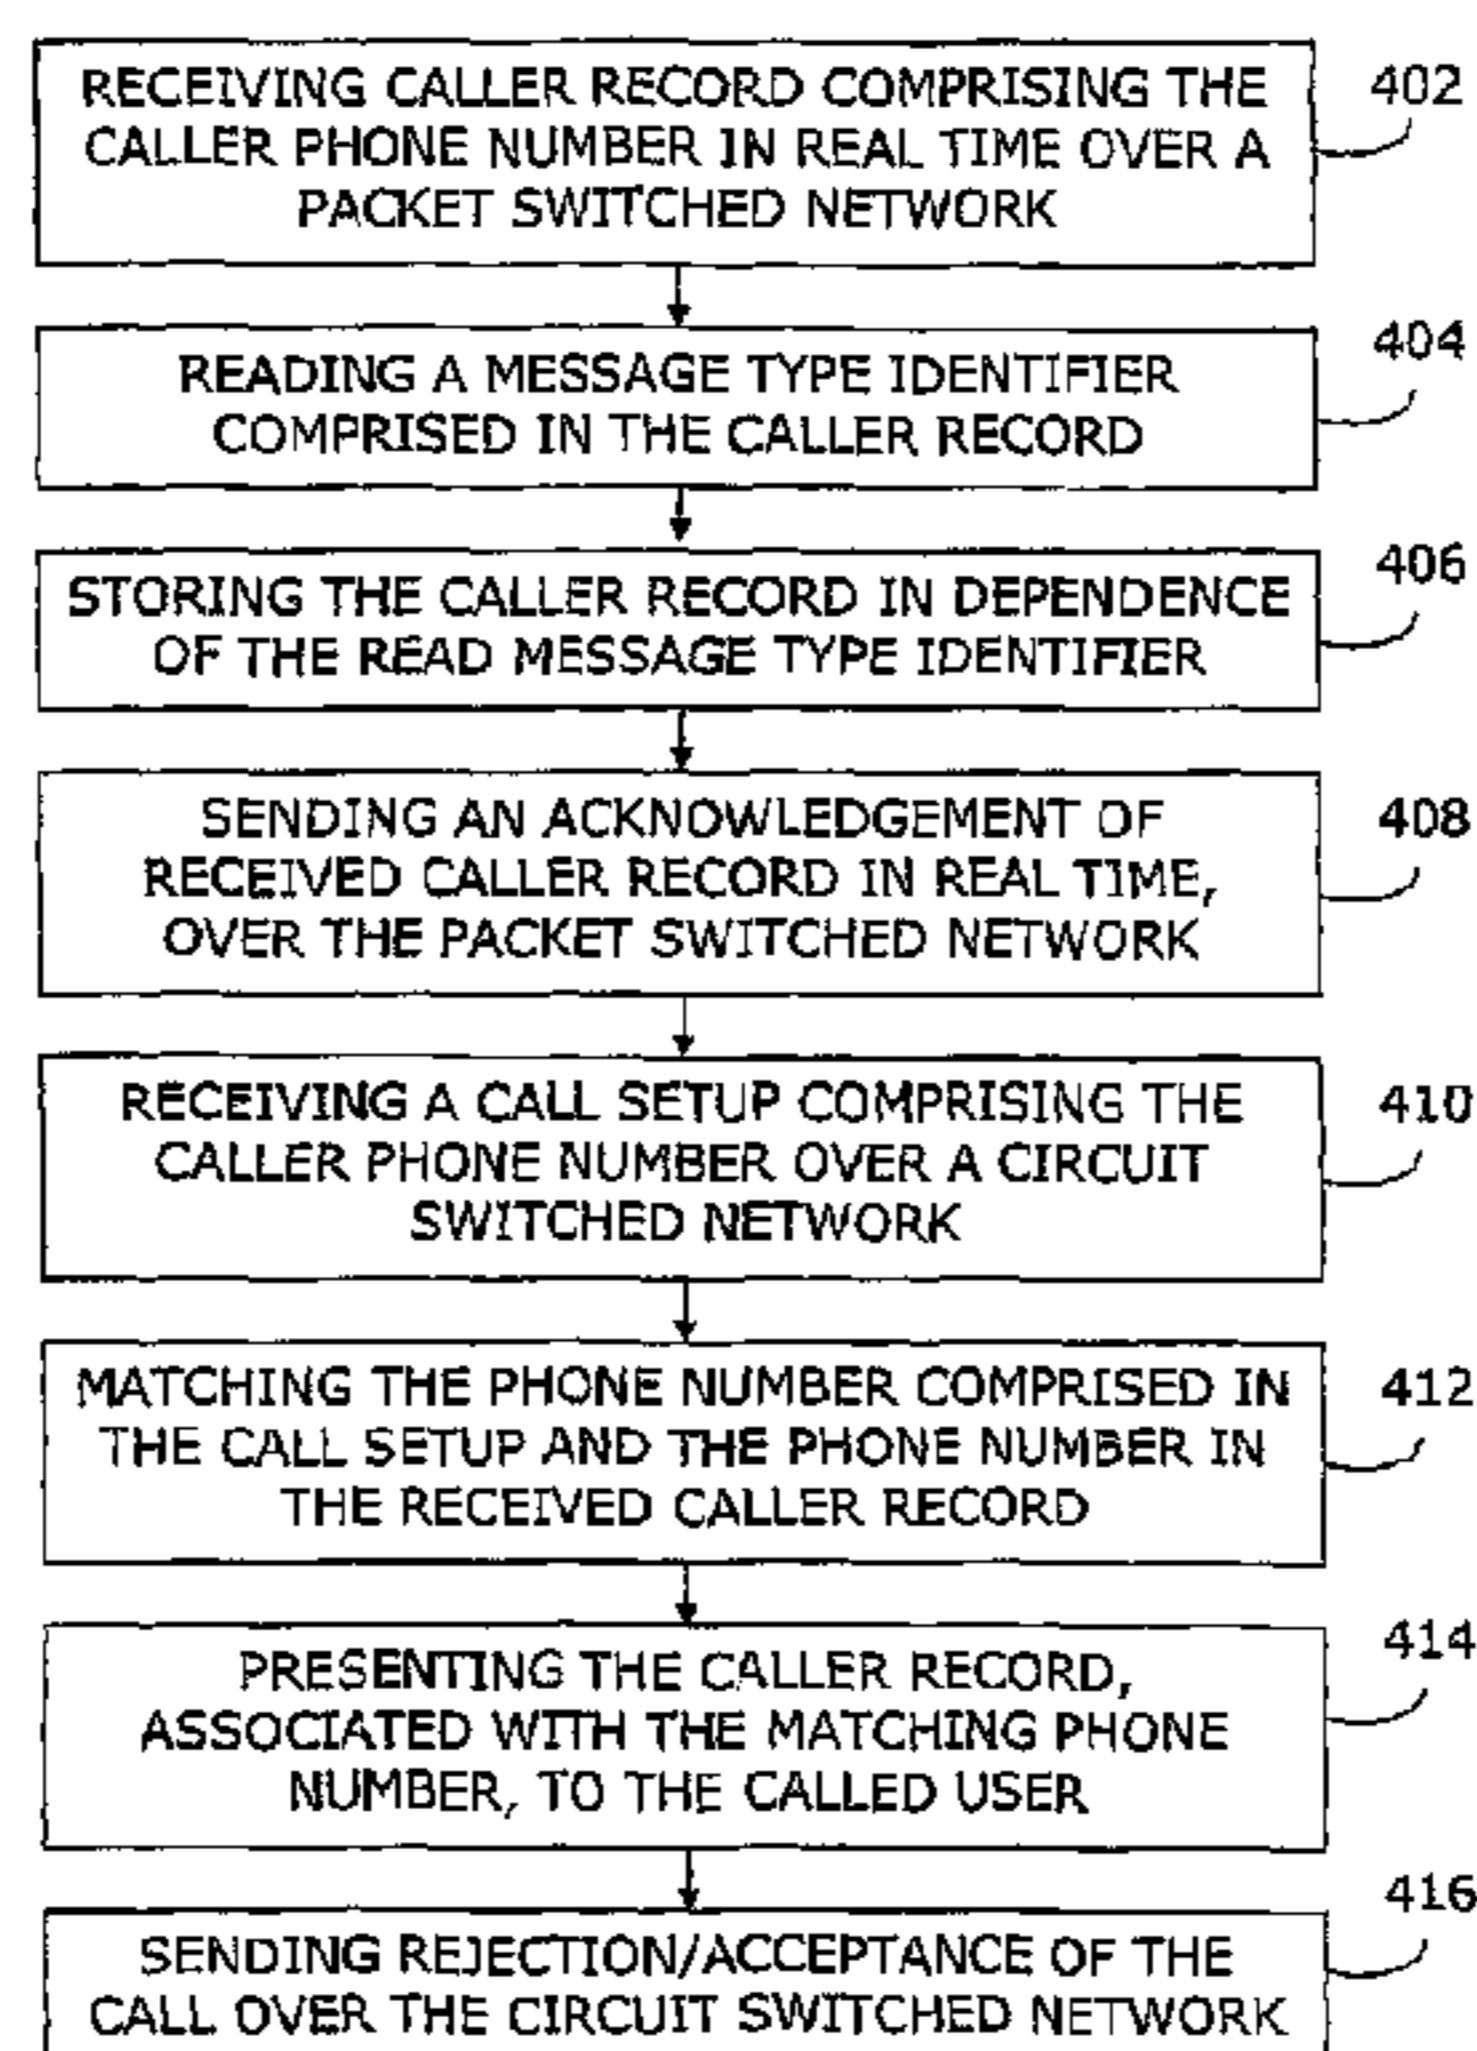 RECEIVING CALLER RECORD COMPRISING THE
CALLER PHONE NUMBER IN REAL TIME OVER A
PACKET SWITCHED NETWORK
402
READING A MESSAGE TYPE IDENTIFIER
COMPRISED IN THE CALLER RECORD
404
STORING THE CALLER RECORD IN DEPENDENCE
OF THE READ MESSAGE TYPE IDENTIFIER
406
SENDING AN ACKNOWLEDGEMENT OF
RECEIVED CALLER RECORD IN REAL TIME,
OVER THE PACKET SWITCHED NETWORK
408
RECEIVING A CALL SETUP COMPRISING THE
CALLER PHONE NUMBER OVER A CIRCUIT
SWITCHED NETWORK
410
MATCHING THE PHONE NUMBER COMPRISED IN
THE CALL SETUP AND THE PHONE NUMBER IN
THE RECEIVED CALLER RECORD
412
PRESENTING THE CALLER RECORD,
ASSOCIATED WITH THE MATCHING PHONE
NUMBER, TO THE CALLED USER
414
SENDING REJECTION/ACCEPTANCE OF THE
CALL OVER THE CIRCUIT SWITCHED NETWORK
416